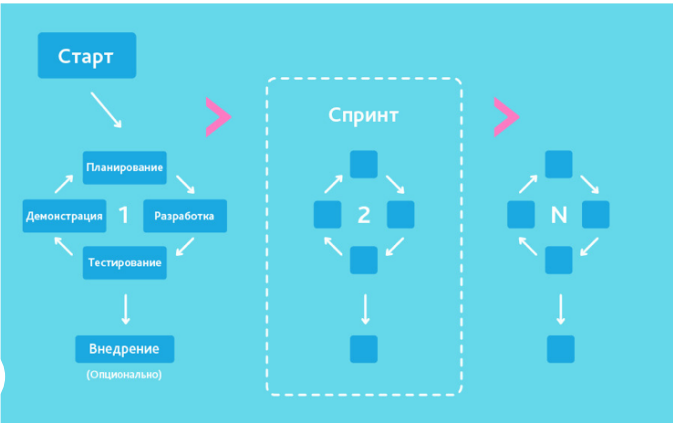 Старт
Планирование
Демонстрация
1
Разработка
Тестирование
Внедрение
(Опционально)
Спринт
2
N